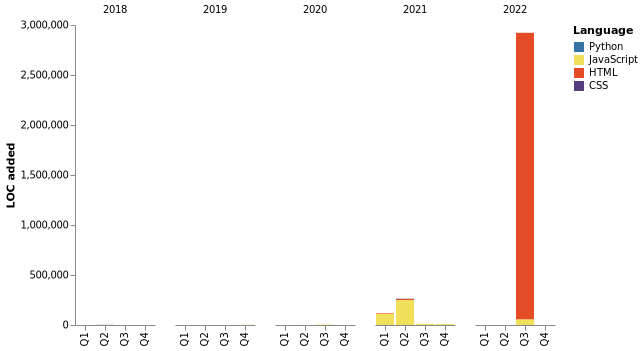 2018 2019 2020 2021 2022
3,000,000
2,500,000
2,000,000
1,500,000
1,000,000
500,000
0
LOC added
Q1 Q2 Q3 Q4 Q1 Q2 Q3 Q4 Q1 Q2 Q3 Q4 Q1 Q2 Q3 Q4 Q1 Q2 Q3 Q4
Language
Python
JavaScript
HTML
CSS